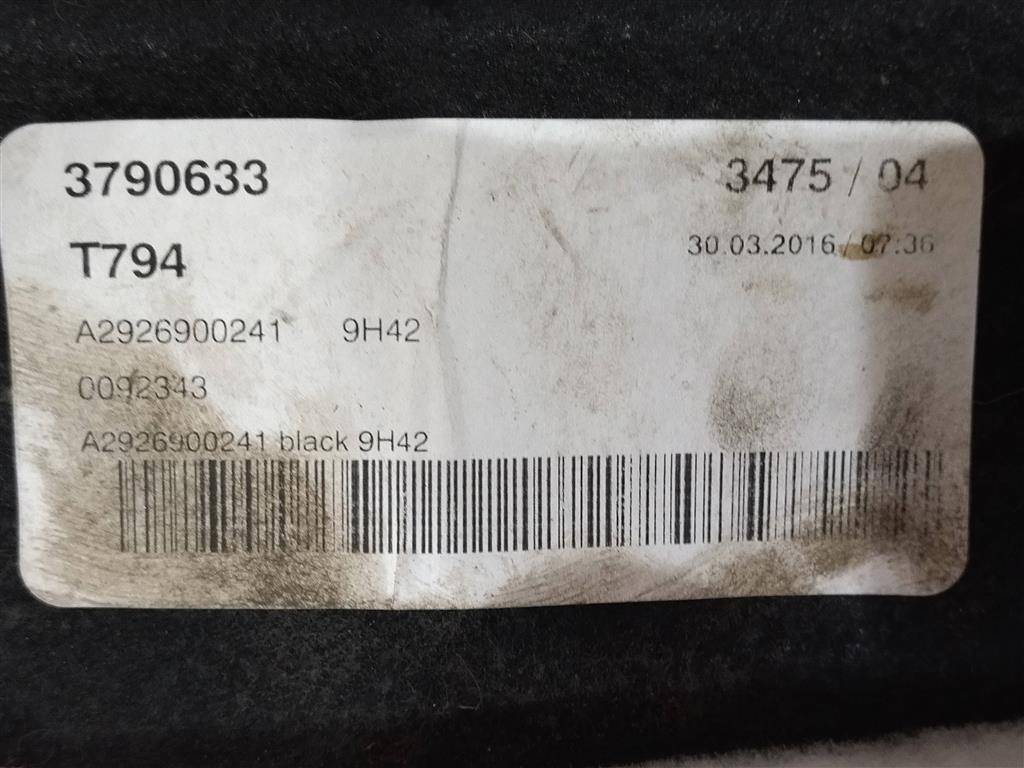 3790633 3475 / 04
T794 30.03.2016 / 07:36
A2926900241 9H42
0092343
A2926900241 black 9H42